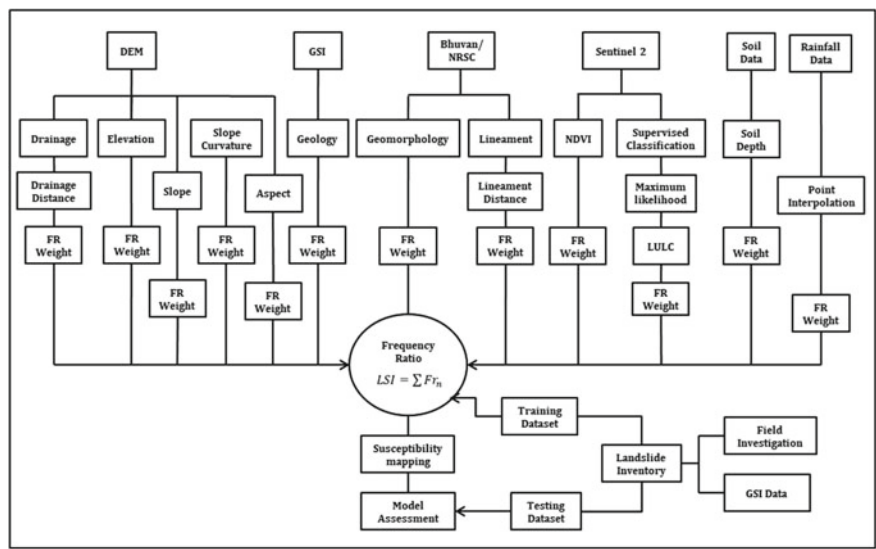 DEM
GSI
Bhuvan/
NRSC
Sentinel 2
Soil
Data
Rainfall
Data
Drainage
Elevation
Slope
Curvature
Geology
Geomorphology
Lineament
NDVI
Supervised
Classification
Soil
Depth
Drainage
Distance
Slope
Aspect
Lineament
Distance
Maximum
likelihood
Point
Interpolation
FR
Weight
FR
Weight
FR
Weight
FR
Weight
FR
Weight
FR
Weight
FR
Weight
LULC
FR
Weight
FR
Weight
FR
Weight
FR
Weight
FR
Weight
Frequency
Ratio
LSI = ∑ Frₙ
Training
Dataset
Field
Investigation
Susceptibility
mapping
Landslide
Inventory
GSI Data
Model
Assessment
Testing
Dataset